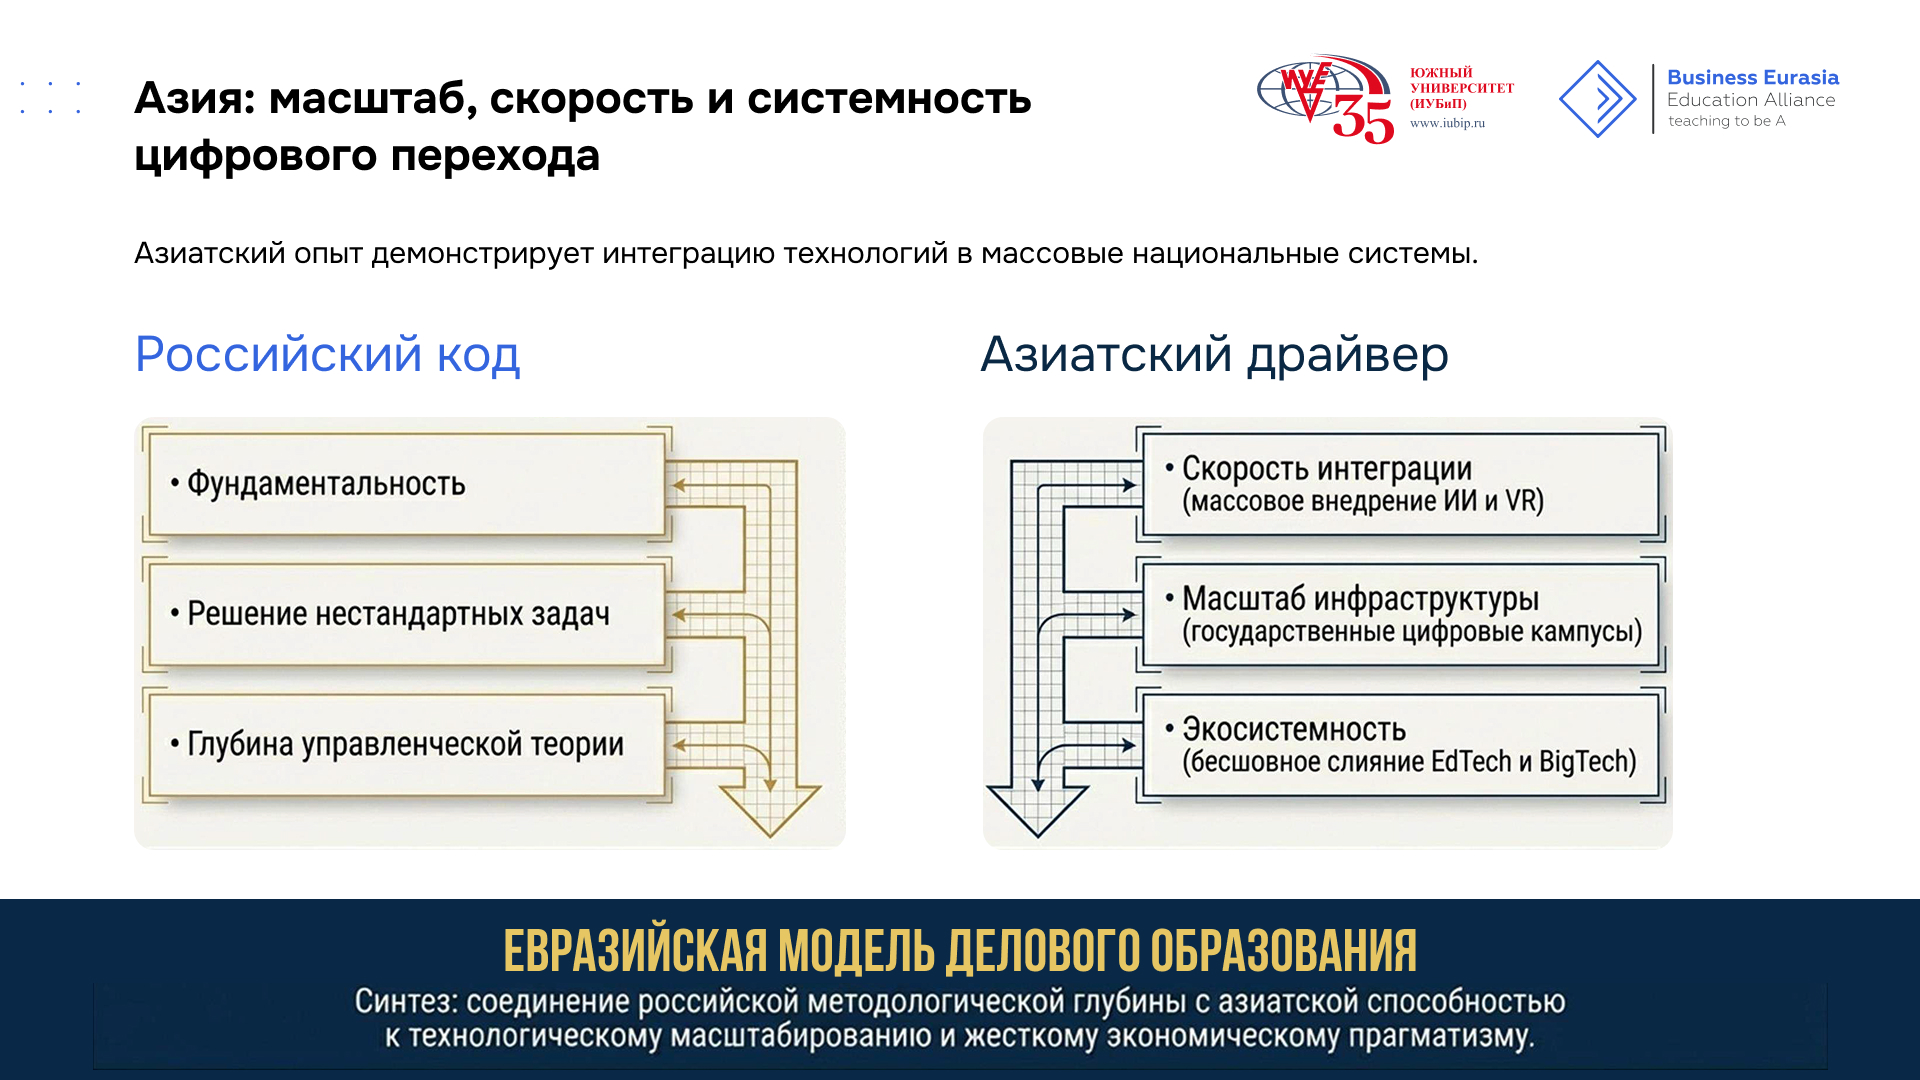 Азия: масштаб, скорость и системность
цифрового перехода
ЮЖНЫЙ
УНИВЕРСИТЕТ
(ИУБиП)
www.iubip.ru
35
Business Eurasia
Education Alliance
teaching to be A
Азиатский опыт демонстрирует интеграцию технологий в массовые национальные системы.
Российский код
• Фундаментальность
• Решение нестандартных задач
• Глубина управленческой теории
Азиатский драйвер
• Скорость интеграции
(массовое внедрение ИИ и VR)
• Масштаб инфраструктуры
(государственные цифровые кампусы)
• Экосистемность
(бесшовное слияние EdTech и BigTech)
ЕВРАЗИЙСКАЯ МОДЕЛЬ ДЕЛОВОГО ОБРАЗОВАНИЯ
Синтез: соединение российской методологической глубины с азиатской способностью
к технологическому масштабированию и жесткому экономическому прагматизму.